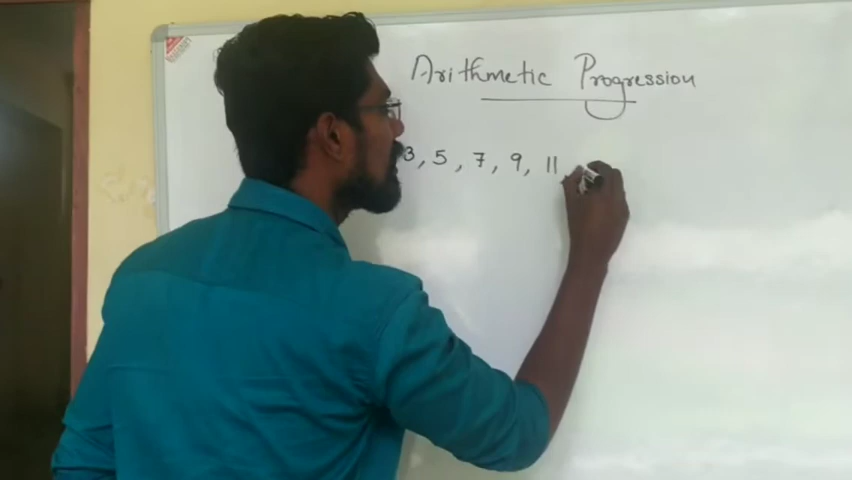 Arithmetic Progression
3, 5, 7, 9, 11